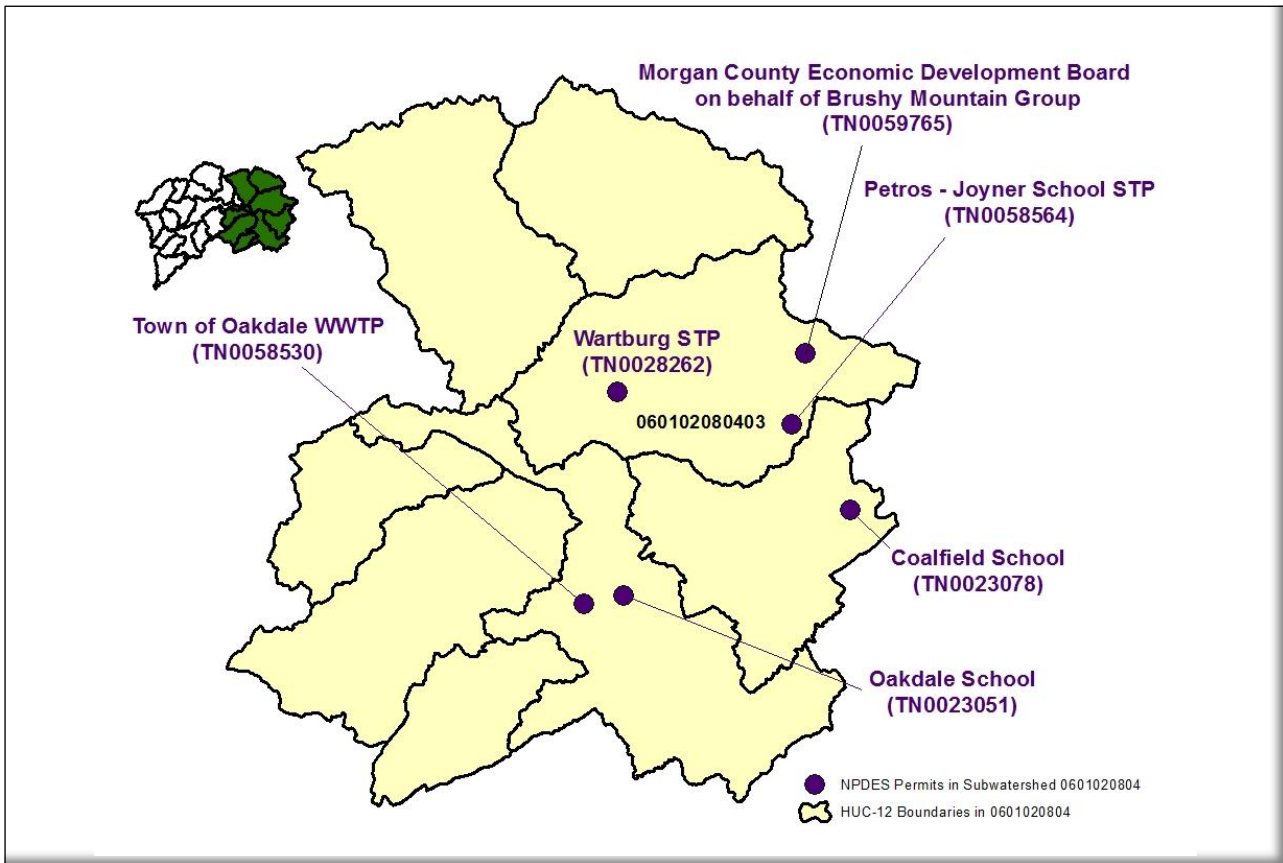 Morgan County Economic Development Board
on behalf of Brushy Mountain Group
(TN0059765)
Petros - Joyner School STP
(TN0058564)
Town of Oakdale WWTP
(TN0058530)
Wartburg STP
(TN0028262)
060102080403
Coalfield School
(TN0023078)
Oakdale School
(TN0023051)
NPDES Permits in Subwatershed 0601020804
HUC-12 Boundaries in 0601020804